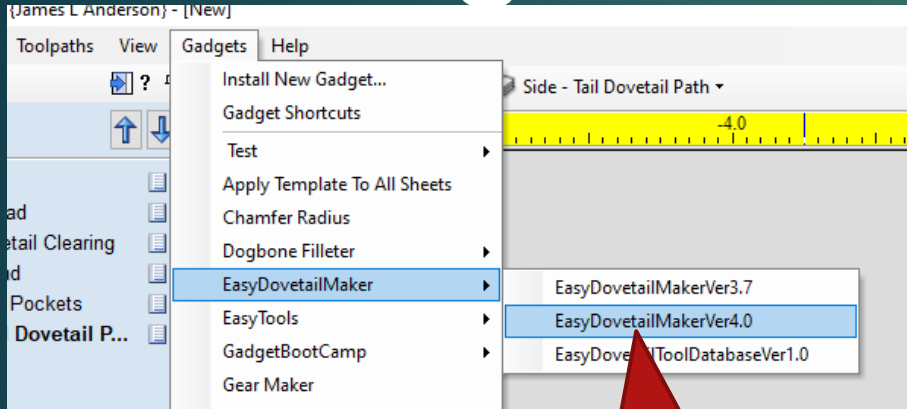 {James L Anderson} - [New]
Toolpaths View Gadgets Help
?
Side - Tail Dovetail Path
-4.0
Install New Gadget...
Gadget Shortcuts
Test
Apply Template To All Sheets
Chamfer Radius
Dogbone Filleter
EasyDovetailMaker
EasyTools
GadgetBootCamp
Gear Maker
EasyDovetailMakerVer3.7
EasyDovetailMakerVer4.0
ToolDatabaseVer1.0
ad
etail Clearing
ad
Pockets
Dovetail P...